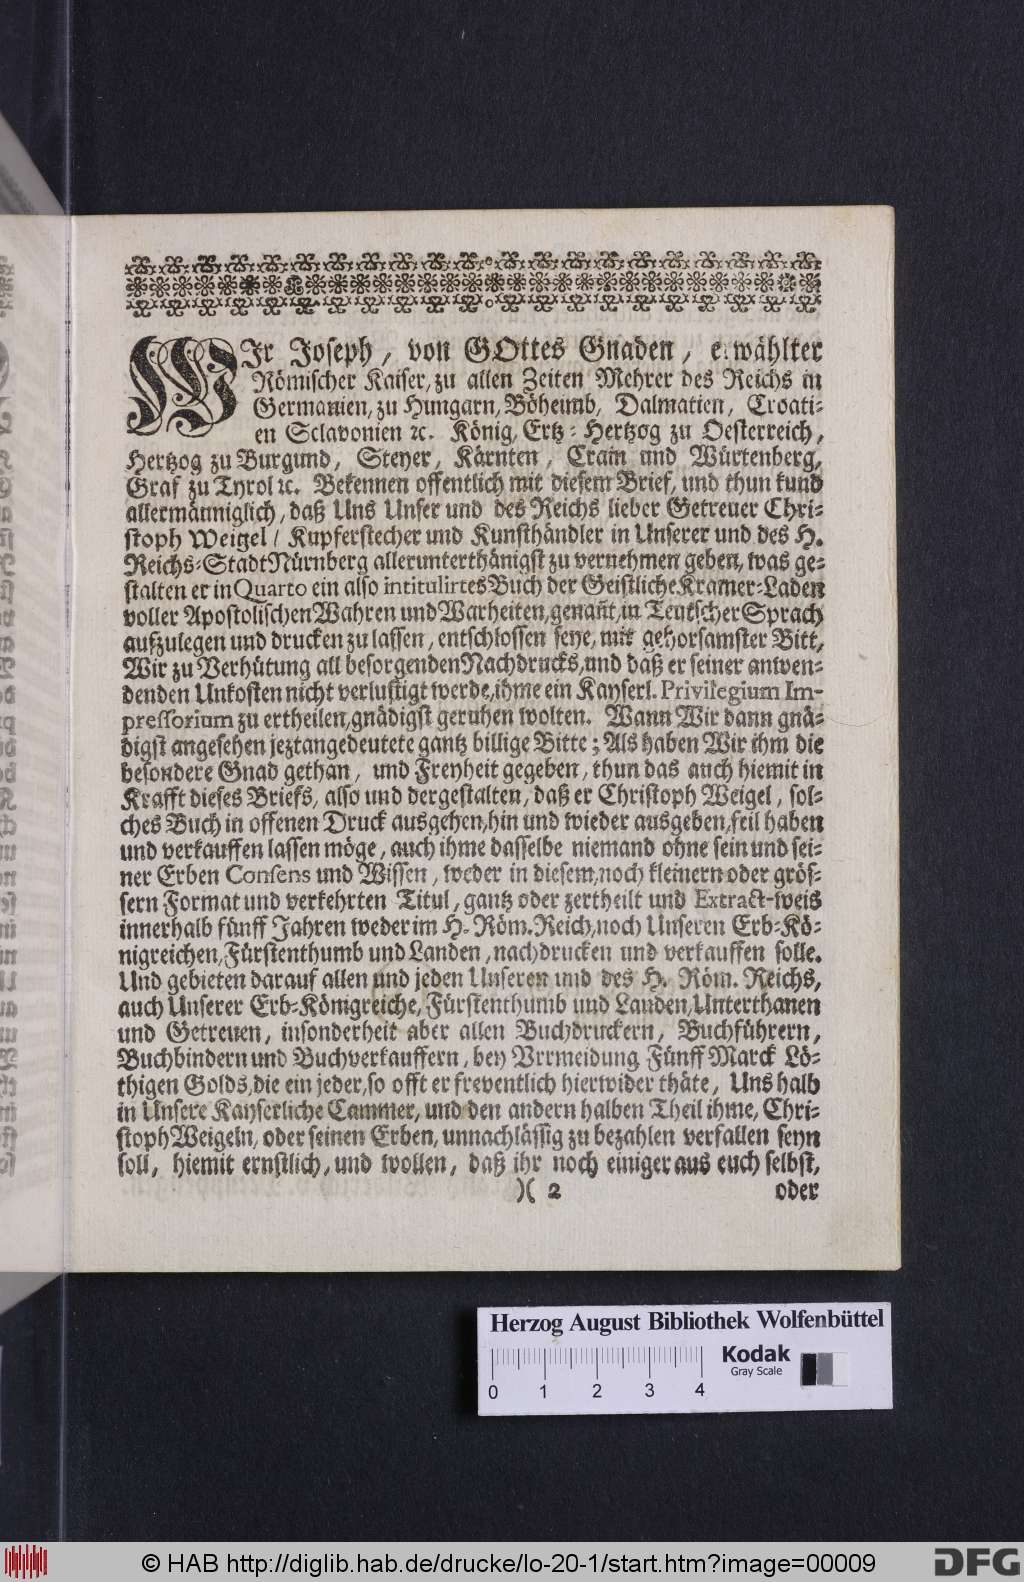 WIr Joseph, von GOttes Gnaden, erwählter
Römischer Kaiser, zu allen Zeiten Mehrer des Reichs in
Germanien, zu Hungarn, Böheimb, Dalmatien, Croati-
en Sclavonien ꝛc. König, Ertz-Hertzog zu Oesterreich,
Hertzog zu Burgund, Steyer, Kärnten, Crain und Würtenberg,
Graf zu Tyrol ꝛc. Bekennen offentlich mit diesem Brief, und thun kund
allermänniglich, daß Uns Unser und des Reichs lieber Getreuer Chri-
stoph Weigel / Kupferstecher und Kunsthändler in Unserer und des H.
Reichs-Stadt Nürnberg allerunterthänigst zu vernehmen geben, was ge-
stalten er in Quarto ein also intitulirtes Buch der Geistliche Kramer-Laden
voller Apostolischen Wahren und Warheiten, genañt, in Teutscher Sprach
aufzulegen und drucken zu lassen, entschlossen seye, mit gehorsamster Bitt,
Wir zu Verhütung all besorgenden Nachdrucks, und daß er seiner anwen-
denden Unkosten nicht verlustigt werde, ihme ein Kayserl. Privilegium Im-
pressorium zu ertheilen, gnädigst geruhen wolten. Wann Wir dann gnä-
digst angesehen jeztangedeutete gantz billige Bitte; Als haben Wir ihm die
besondere Gnad gethan, und Freyheit gegeben, thun das auch hiemit in
Krafft dieses Briefs, also und dergestalten, daß er Christoph Weigel, sol-
ches Buch in offenen Druck ausgehen, hin und wieder ausgeben, feil haben
und verkauffen lassen möge, auch ihme dasselbe niemand ohne sein und sei-
ner Erben Consens und Wissen, weder in diesem, noch kleinern oder grös-
sern Format und verkehrten Titul, gantz oder zertheilt und Extract-weis
innerhalb fünff Jahren weder im H. Röm. Reich, noch Unseren Erb-Kö-
nigreichen, Fürstenthumb und Landen, nachdrucken und verkauffen solle.
Und gebieten darauf allen und jeden Unseren und des H. Röm. Reichs,
auch Unserer Erb-Königreiche, Fürstenthumb und Landen, Unterthanen
und Getreuen, insonderheit aber allen Buchdruckern, Buchführern,
Buchbindern und Buchverkauffern, bey Vermeidung Fünff Marck Lö-
thigen Golds, die ein jeder, so offt er freventlich hierwider thäte, Uns halb
in Unsere Kayserliche Cammer, und den andern halben Theil ihme, Chri-
stoph Weigeln, oder seinen Erben, unnachlässig zu bezahlen verfallen seyn
soll, hiemit ernstlich, und wollen, daß ihr noch einiger aus euch selbst,
)( 2 oder
Herzog August Bibliothek Wolfenbüttel
Kodak
Gray Scale
0 1 2 3 4
© HAB http://diglib.hab.de/drucke/lo-20-1/start.htm?image=00009
DFG